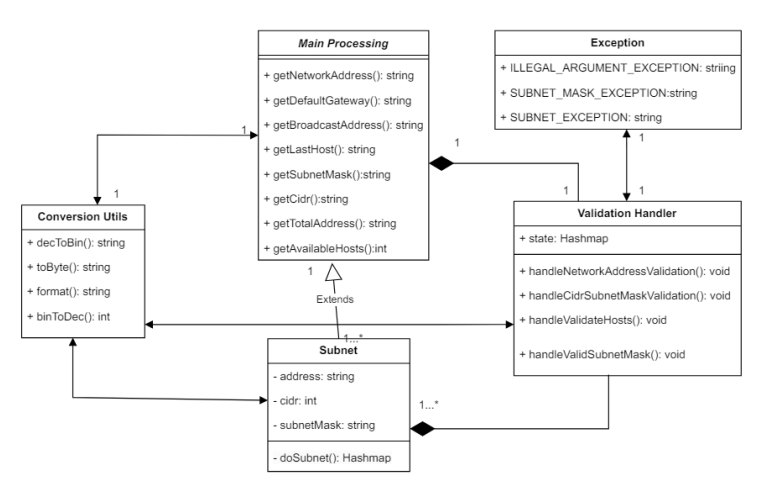 Main Processing
+ getNetworkAddress(): string
+ getDefaultGateway(): string
+ getBroadcastAddress(): string
+ getLastHost(): string
+ getSubnetMask():string
+ getCidr():string
+ getTotalAddress(): string
+ getAvailableHosts():int
Exception
+ ILLEGAL_ARGUMENT_EXCEPTION: striing
+ SUBNET_MASK_EXCEPTION:string
+ SUBNET_EXCEPTION: string
1
1
1
1
1
1
Conversion Utils
+ decToBin(): string
+ toByte(): string
+ format(): string
+ binToDec(): int
Validation Handler
+ state: Hashmap
+ handleNetworkAddressValidation(): void
+ handleCidrSubnetMaskValidation(): void
+ handleValidateHosts(): void
+ handleValidSubnetMask(): void
1
Extends
1...*
Subnet
- address: string
- cidr: int
- subnetMask: string
- doSubnet(): Hashmap
1...*